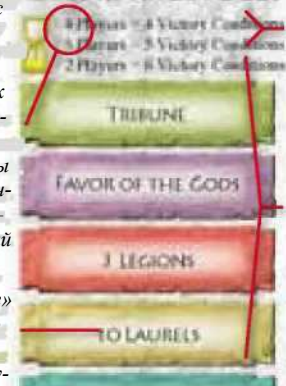 4 Players - 4 Victory Conditions
3 Players - 5 Victory Conditions
2 Players - 6 Victory Conditions
TRIBUNE
FAVOR OF THE GODS
3 LEGIONS
10 LAURELS
ы
й
»